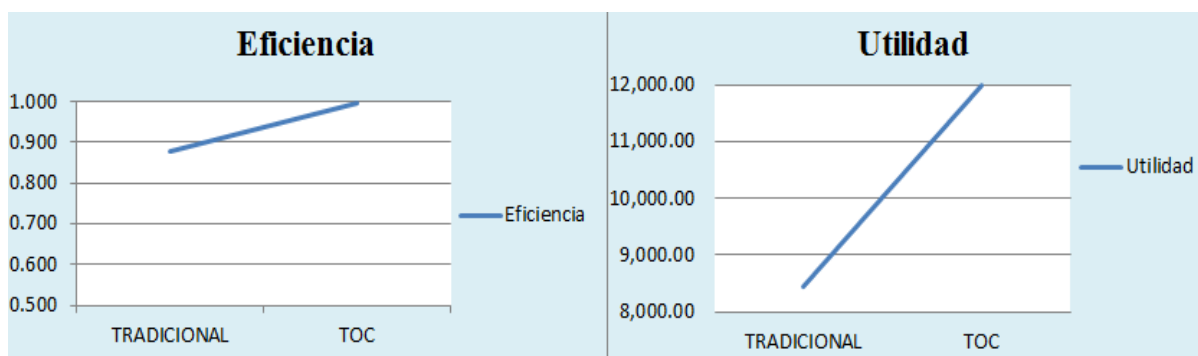 Eficiencia
1.000
0.900
0.800
0.700
0.600
0.500
TRADICIONAL TOC
Eficiencia
Utilidad
12,000.00
11,000.00
10,000.00
9,000.00
8,000.00
TRADICIONAL TOC
Utilidad